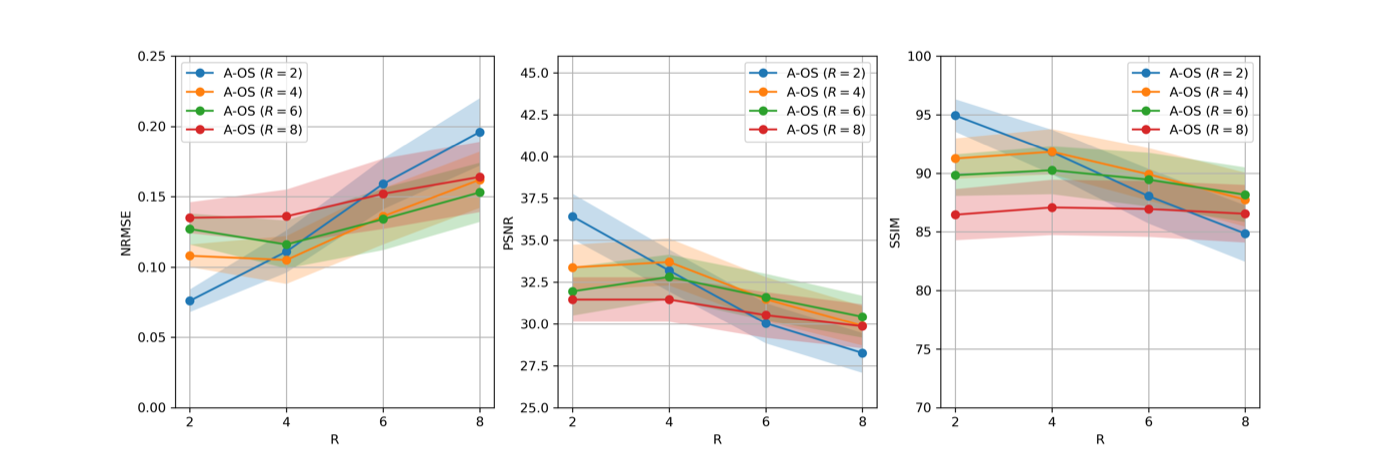 0.25
0.20
0.15
0.10
0.05
0.00
NRMSE
A-OS (R = 2)
A-OS (R = 4)
A-OS (R = 6)
A-OS (R = 8)
2 4 6 8
R
45.0
42.5
40.0
37.5
35.0
32.5
30.0
27.5
25.0
PSNR
A-OS (R = 2)
A-OS (R = 4)
A-OS (R = 6)
A-OS (R = 8)
2 4 6 8
R
100
95
90
85
80
75
70
SSIM
A-OS (R = 2)
A-OS (R = 4)
A-OS (R = 6)
A-OS (R = 8)
2 4 6 8
R